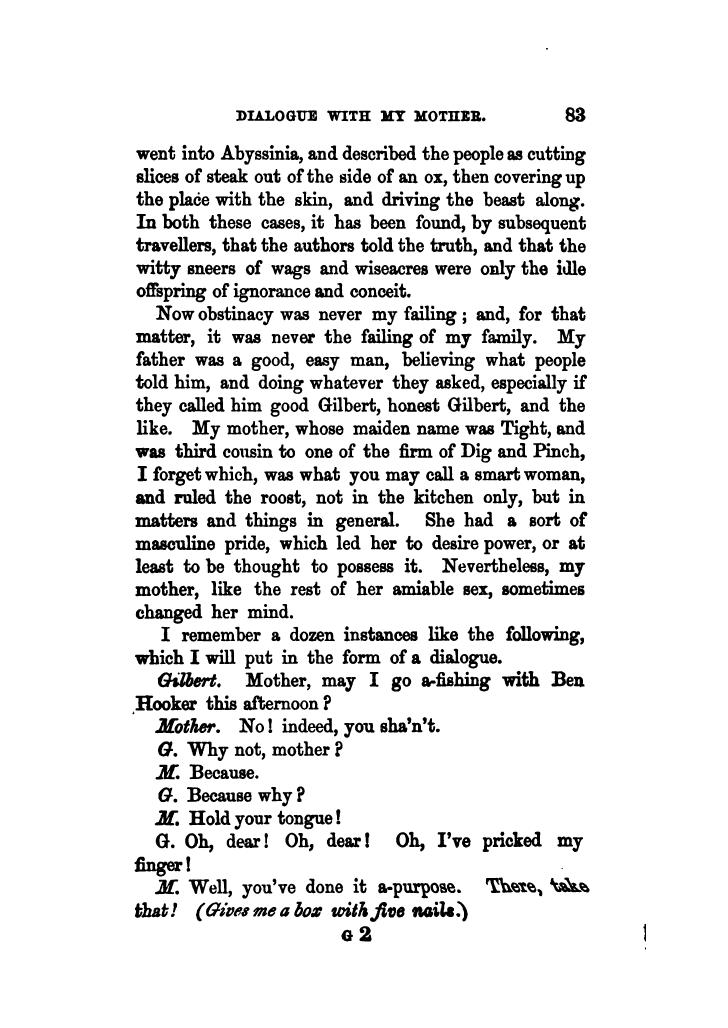 DIALOGUE WITH MY MOTHER. 83
went into Abyssinia, and described the people as cutting
slices of steak out of the side of an ox, then covering up
the place with the skin, and driving the beast along.
In both these cases, it has been found, by subsequent
travellers, that the authors told the truth, and that the
witty sneers of wags and wiseacres were only the idle
offspring of ignorance and conceit.
Now obstinacy was never my failing; and, for that
matter, it was never the failing of my family. My
father was a good, easy man, believing what people
told him, and doing whatever they asked, especially if
they called him good Gilbert, honest Gilbert, and the
like. My mother, whose maiden name was Tight, and
was third cousin to one of the firm of Dig and Pinch,
I forget which, was what you may call a smart woman,
and ruled the roost, not in the kitchen only, but in
matters and things in general. She had a sort of
masculine pride, which led her to desire power, or at
least to be thought to possess it. Nevertheless, my
mother, like the rest of her amiable sex, sometimes
changed her mind.
I remember a dozen instances like the following,
which I will put in the form of a dialogue.
Gilbert. Mother, may I go a-fishing with Ben
Hooker this afternoon?
Mother. No! indeed, you sha'n't.
G. Why not, mother?
M. Because.
G. Because why?
M. Hold your tongue!
G. Oh, dear! Oh, dear! Oh, I've pricked my
finger!
M. Well, you've done it a-purpose. There, take
that! (Gives me a box with five nails.)
G 2